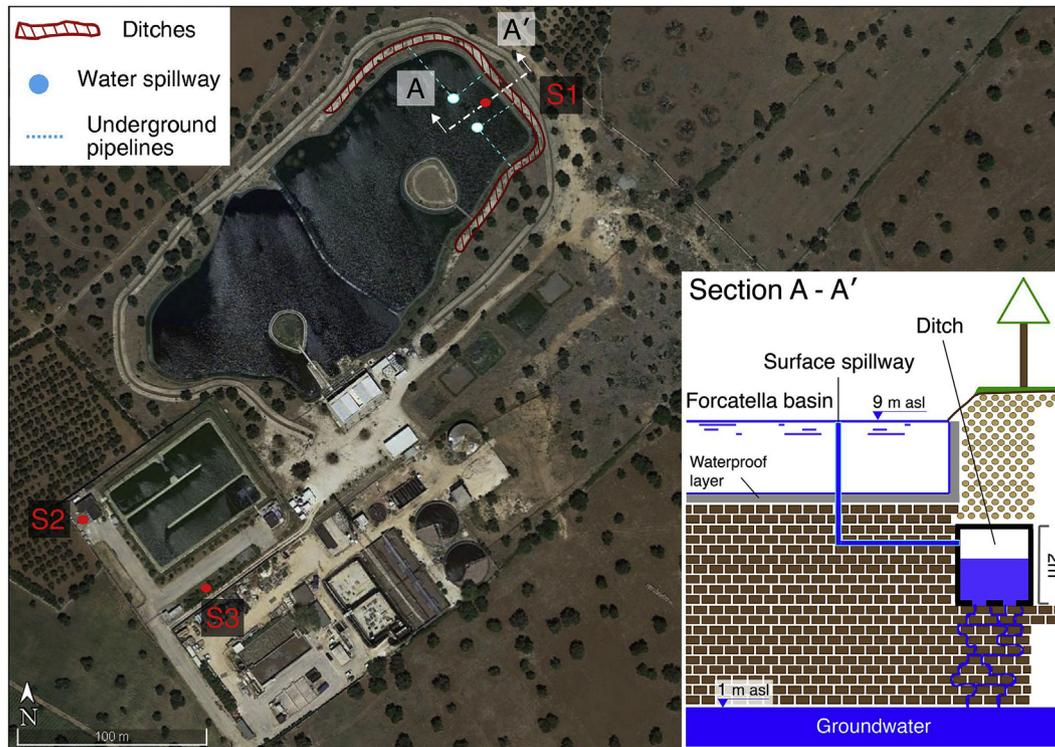 Ditches
Water spillway
Underground
pipelines
A'
A
S1
S2
S3
N
100 m
Section A - A'
Ditch
Surface spillway
Forcatella basin
9 m asl
Waterproof
layer
2m
1 m asl
Groundwater